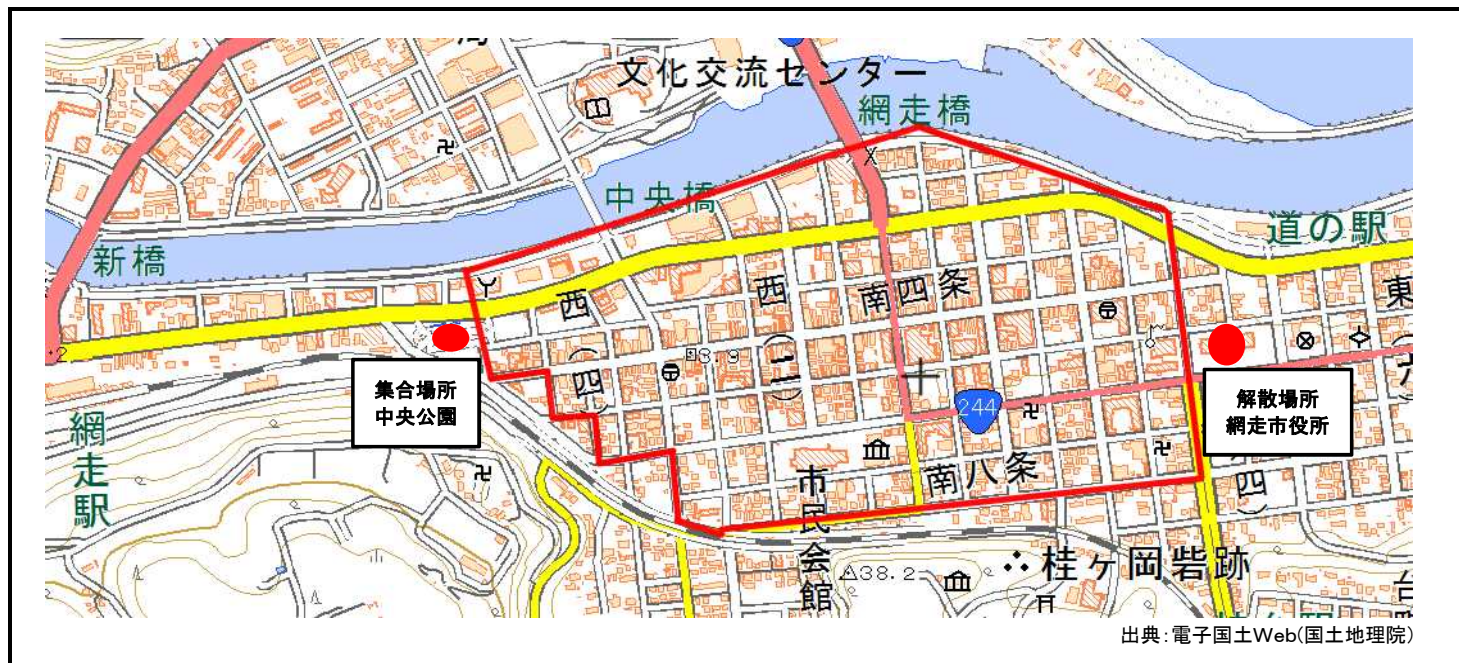 文化交流センター
網走橋
中央橋
新橋
道の駅
西(四)
西(二)
南四条
東(六)
3.9
集合場所
中央公園
244
解散場所
網走市役所
網走駅
市民会館
南八条
38.2
桂ヶ岡砦跡
出典:電子国土Web(国土地理院)